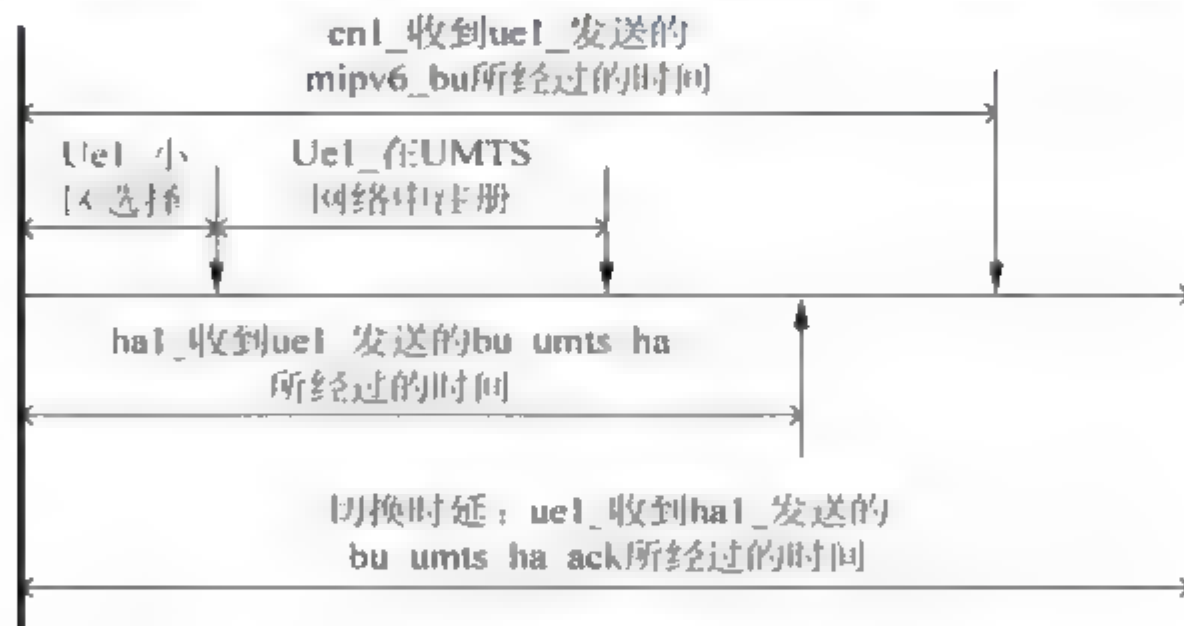 cn1_收到ue1_发送的
mipv6_bu所经过的时间
Ue1_小
区选择
Ue1_在UMTS
网络中注册
ha1_收到ue1_发送的bu_umts_ha
所经过的时间
切换时延：ue1_收到ha1_发送的
bu_umts_ha_ack所经过的时间